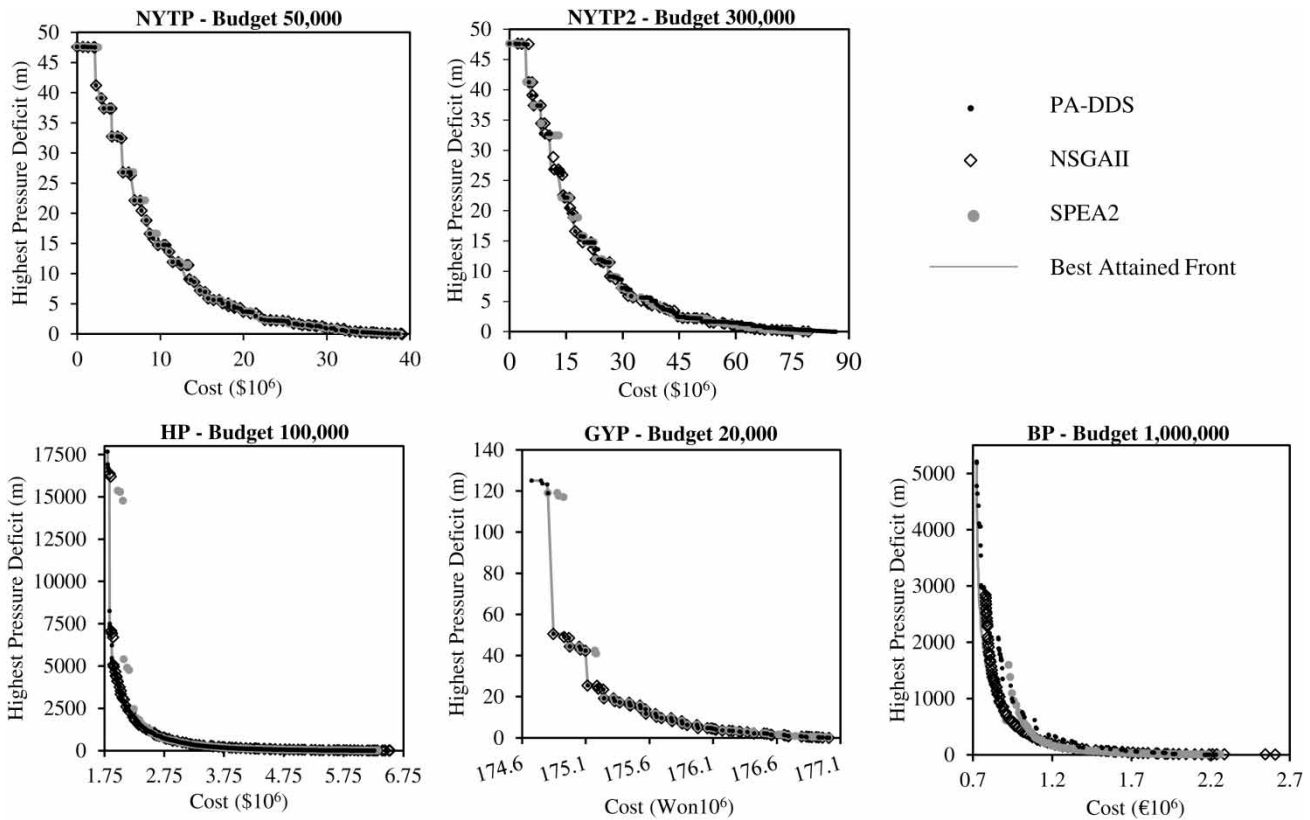 NYTP - Budget 50,000
50
45
40
35
30
25
20
15
10
5
0
Highest Pressure Deficit (m)
0 10 20 30 40
Cost ($10⁶)
NYTP2 - Budget 300,000
50
45
40
35
30
25
20
15
10
5
0
Highest Pressure Deficit (m)
0 15 30 45 60 75 90
Cost ($10⁶)
PA-DDS
NSGAII
SPEA2
Best Attained Front
HP - Budget 100,000
17500
15000
12500
10000
7500
5000
2500
0
Highest Pressure Deficit (m)
1.75 2.75 3.75 4.75 5.75 6.75
Cost ($10⁶)
GYP - Budget 20,000
140
120
100
80
60
40
20
0
Highest Pressure Deficit (m)
174.6 175.1 175.6 176.1 176.6 177.1
Cost (Won10⁶)
BP - Budget 1,000,000
5000
4000
3000
2000
1000
0
Highest Pressure Deficit (m)
0.7 1.2 1.7 2.2 2.7
Cost (€10⁶)